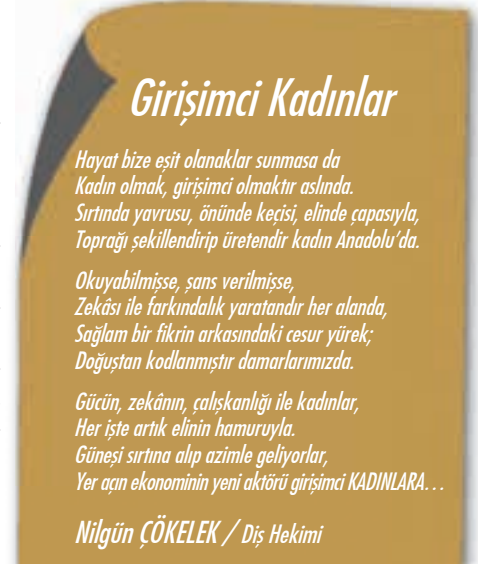 Girişimci Kadınlar
Hayat bize eşit olanaklar sunmasa da
Kadın olmak, girişimci olmaktır aslında.
Sırtında yavrusu, önünde keçisi, elinde çapasıyla,
Toprağı şekillendirip üretendir kadın Anadolu'da.
Okuyabilmişse, şans verilmişse,
Zekâsı ile farkındalık yaratandır her alanda,
Sağlam bir fikrin arkasındaki cesur yürek;
Doğuştan kodlanmıştır damarlarımızda.
Gücün, zekânın, çalışkanlığı ile kadınlar,
Her işte artık elinin hamuruyla.
Güneşi sırtına alıp azimle geliyorlar,
Yer açın ekonominin yeni aktörü girişimci KADINLARA…
Nilgün ÇÖKELEK / Diş Hekimi